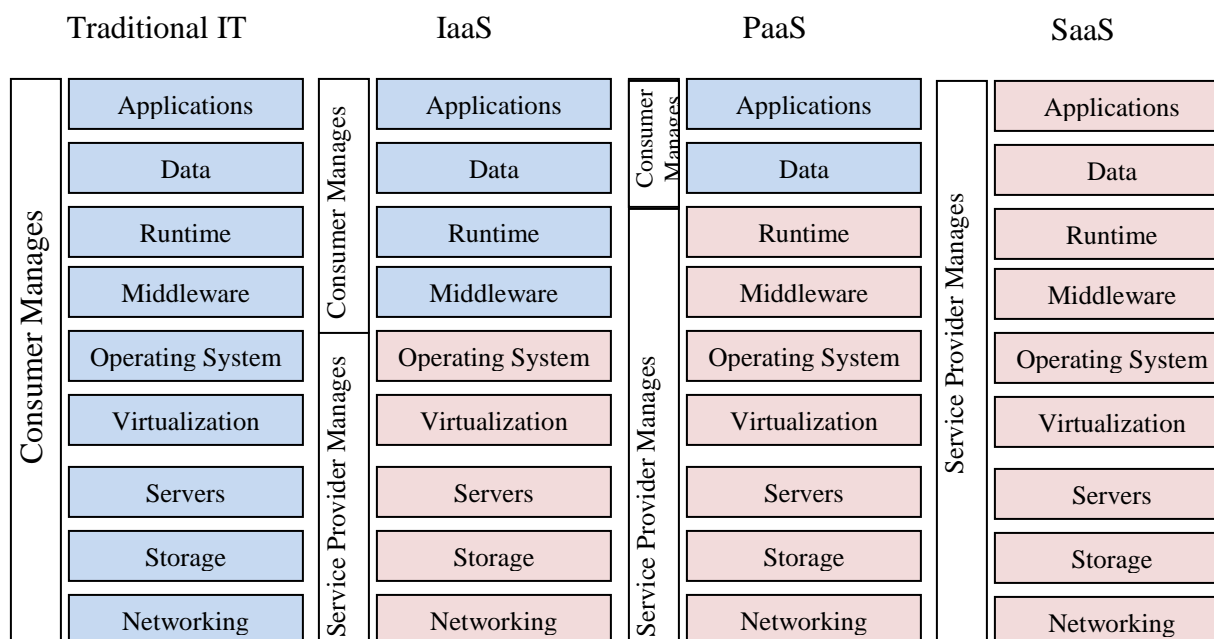 Traditional IT
IaaS
PaaS
SaaS
Consumer Manages
Applications
Data
Runtime
Middleware
Operating System
Virtualization
Servers
Storage
Networking
Consumer Manages
Service Provider Manages
Applications
Data
Runtime
Middleware
Operating System
Virtualization
Servers
Storage
Networking
Consumer
Manages
Service Provider Manages
Applications
Data
Runtime
Middleware
Operating System
Virtualization
Servers
Storage
Networking
Service Provider Manages
Applications
Data
Runtime
Middleware
Operating System
Virtualization
Servers
Storage
Networking